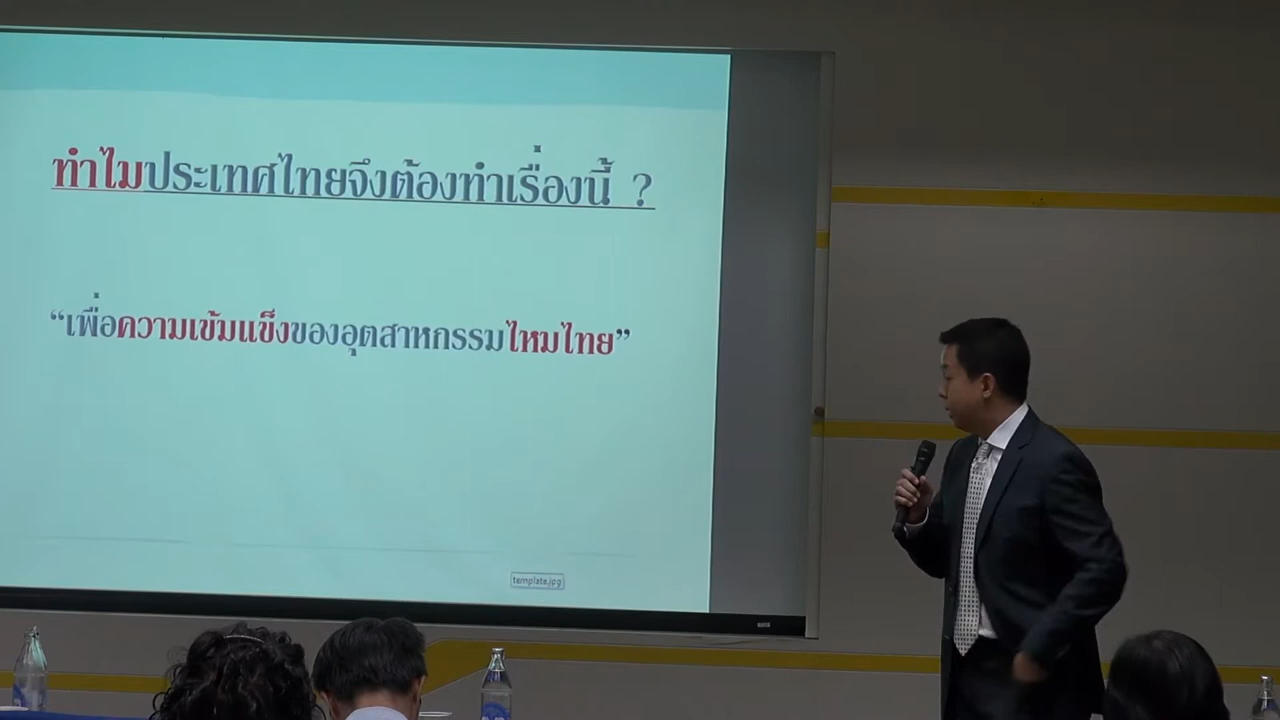 ทำไมประเทศไทยจึงต้องทำเรื่องนี้ ?
“เพื่อความเข้มแข็งของอุตสาหกรรมไหมไทย”
template.jpg